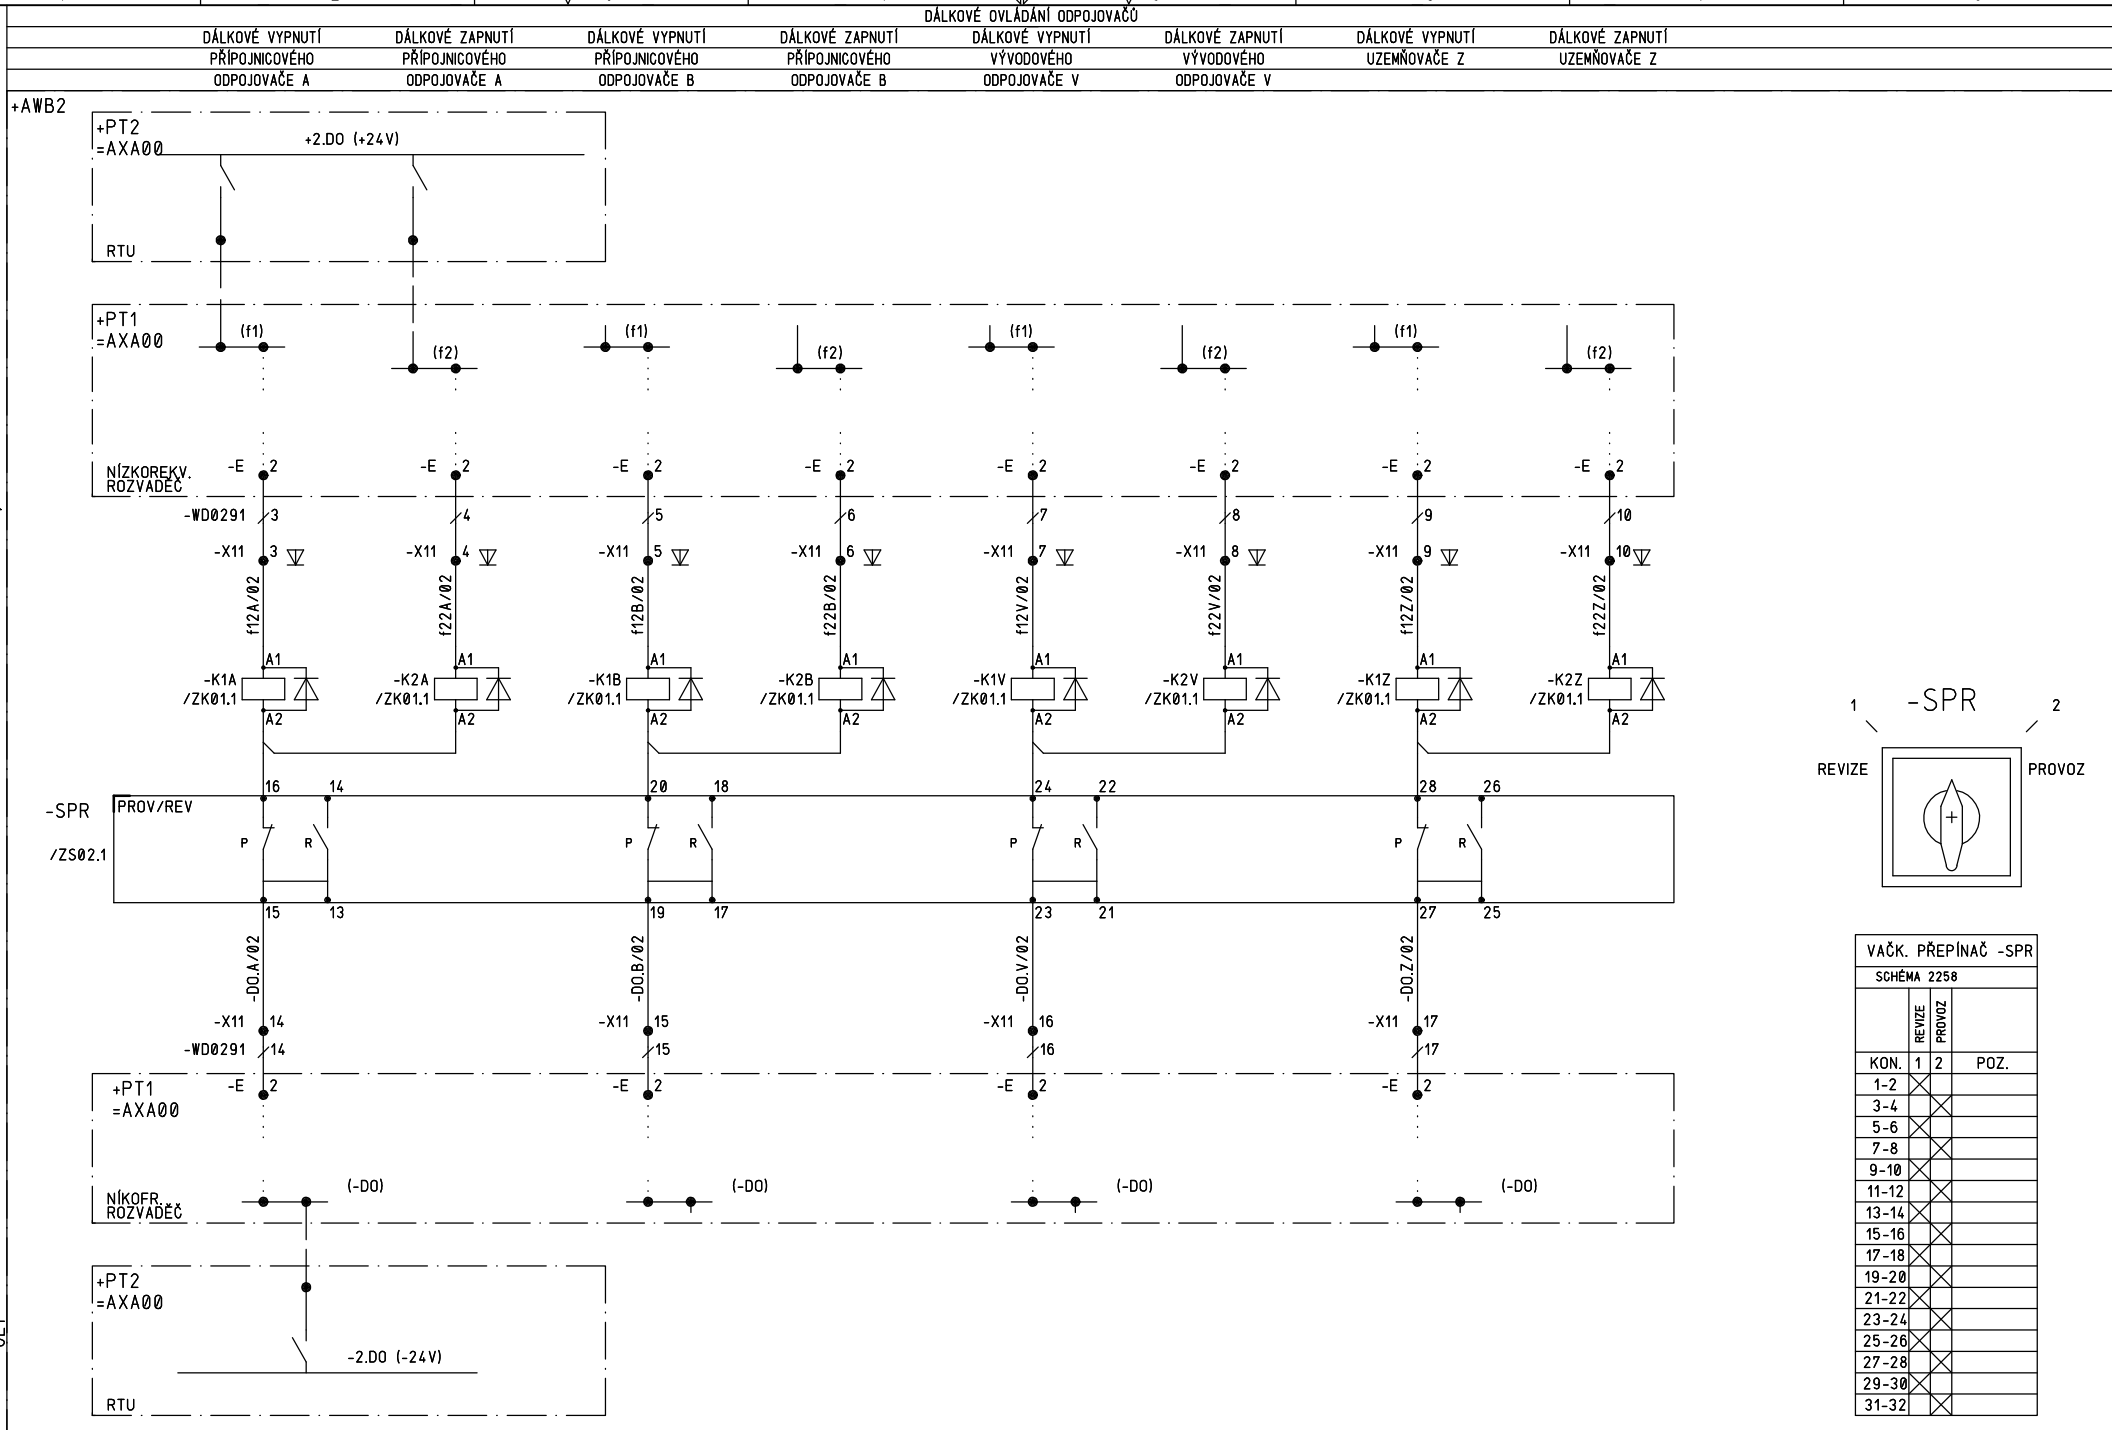 DÁLKOVÉ OVLÁDÁNÍ ODPOJOVAČŮ
DÁLKOVÉ VYPNUTÍ DÁLKOVÉ ZAPNUTÍ DÁLKOVÉ VYPNUTÍ DÁLKOVÉ ZAPNUTÍ DÁLKOVÉ VYPNUTÍ DÁLKOVÉ ZAPNUTÍ DÁLKOVÉ VYPNUTÍ DÁLKOVÉ ZAPNUTÍ
PŘÍPOJNICOVÉHO PŘÍPOJNICOVÉHO PŘÍPOJNICOVÉHO PŘÍPOJNICOVÉHO VÝVODOVÉHO VÝVODOVÉHO UZEMŇOVAČE Z UZEMŇOVAČE Z
ODPOJOVAČE A ODPOJOVAČE A ODPOJOVAČE B ODPOJOVAČE B ODPOJOVAČE V ODPOJOVAČE V
+AWB2
+PT2
=AXA00
+2.DO (+24V)
RTU
+PT1
=AXA00
(f1) (f2) (f1) (f2) (f1) (f2) (f1) (f2)
NÍZKOREKV.
ROZVADĚČ
-E 2 -E 2 -E 2 -E 2 -E 2 -E 2 -E 2 -E 2
-WD0291 3 4 5 6 7 8 9 10
-X11 3 -X11 4 -X11 5 -X11 6 -X11 7 -X11 8 -X11 9 -X11 10
f12A/02 f22A/02 f12B/02 f22B/02 f12V/02 f22V/02 f12Z/02 f22Z/02
A1 A1 A1 A1 A1 A1 A1 A1
-K1A -K2A -K1B -K2B -K1V -K2V -K1Z -K2Z
/ZK01.1 /ZK01.1 /ZK01.1 /ZK01.1 /ZK01.1 /ZK01.1 /ZK01.1 /ZK01.1
A2 A2 A2 A2 A2 A2 A2 A2
16 14 20 18 24 22 28 26
-SPR
PROV/REV
/ZS02.1
P R P R P R P R
15 13 19 17 23 21 27 25
-DO.A/02 -DO.B/02 -DO.V/02 -DO.Z/02
-X11 14 -X11 15 -X11 16 -X11 17
-WD0291 14 15 16 17
+PT1
=AXA00
-E 2 -E 2 -E 2 -E 2
(-DO) (-DO) (-DO) (-DO)
NÍKOFR.
ROZVADĚČ
+PT2
=AXA00
-2.DO (-24V)
RTU
1 -SPR 2
REVIZE PROVOZ
VAČK. PŘEPÍNAČ -SPR
SCHÉMA 2258
REVIZE PROVOZ
KON. 1 2 POZ.
1-2
3-4
5-6
7-8
9-10
11-12
13-14
15-16
17-18
19-20
21-22
23-24
25-26
27-28
29-30
31-32